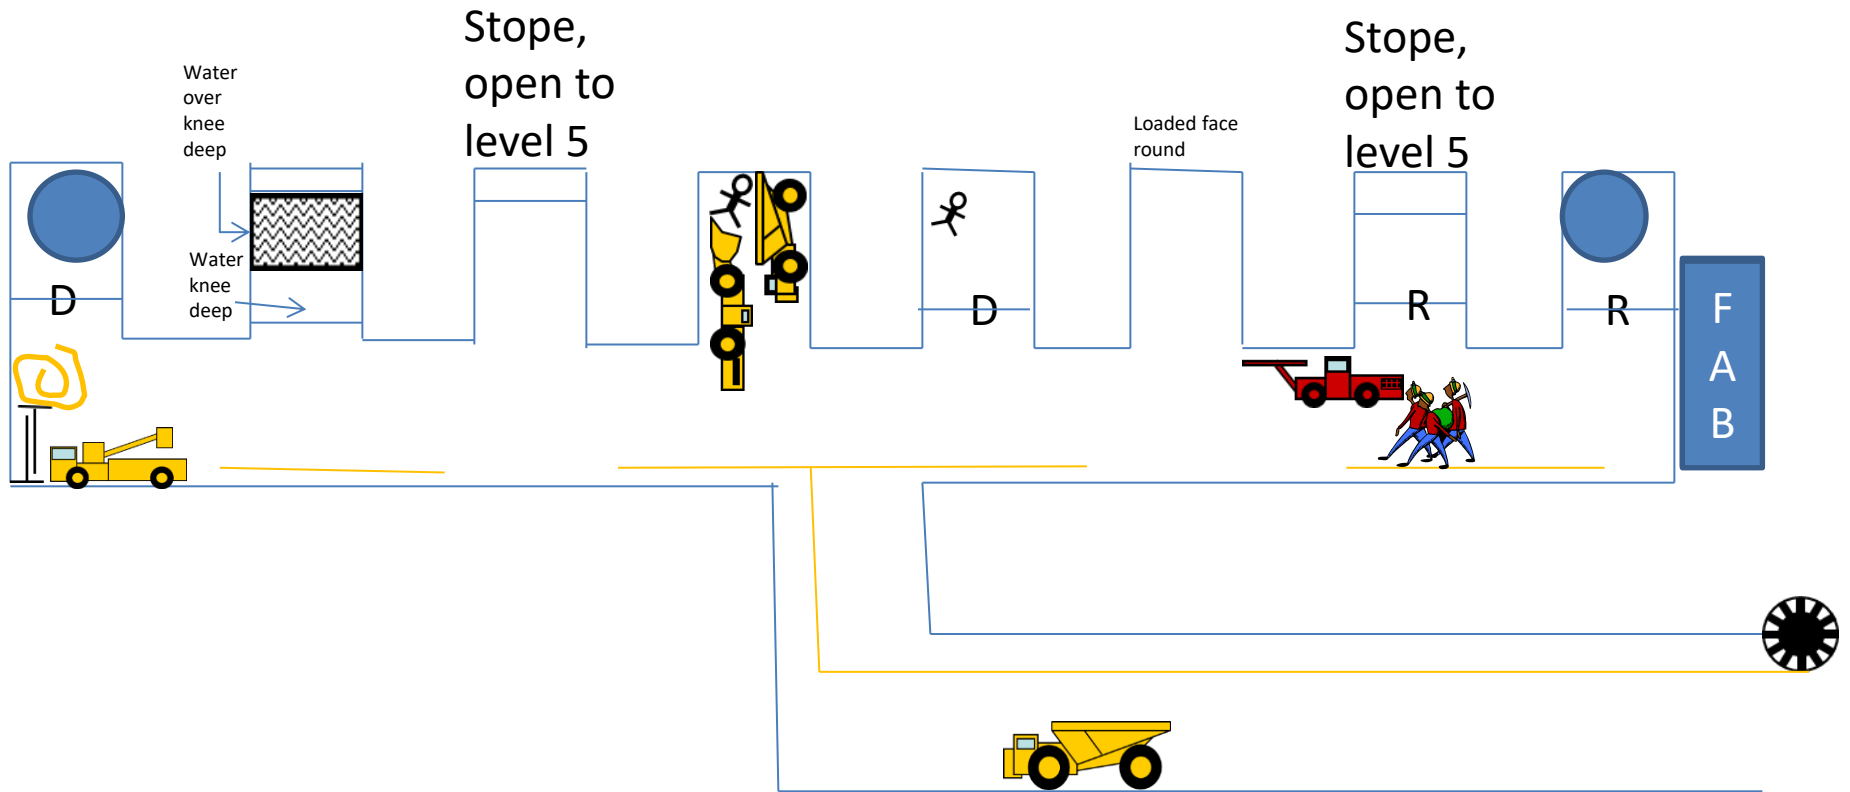 Stope,
open to
level 5
Stope,
open to
level 5
Water
over
knee
deep
Loaded face
round
Water
knee
deep
D
D
R
R
F
A
B